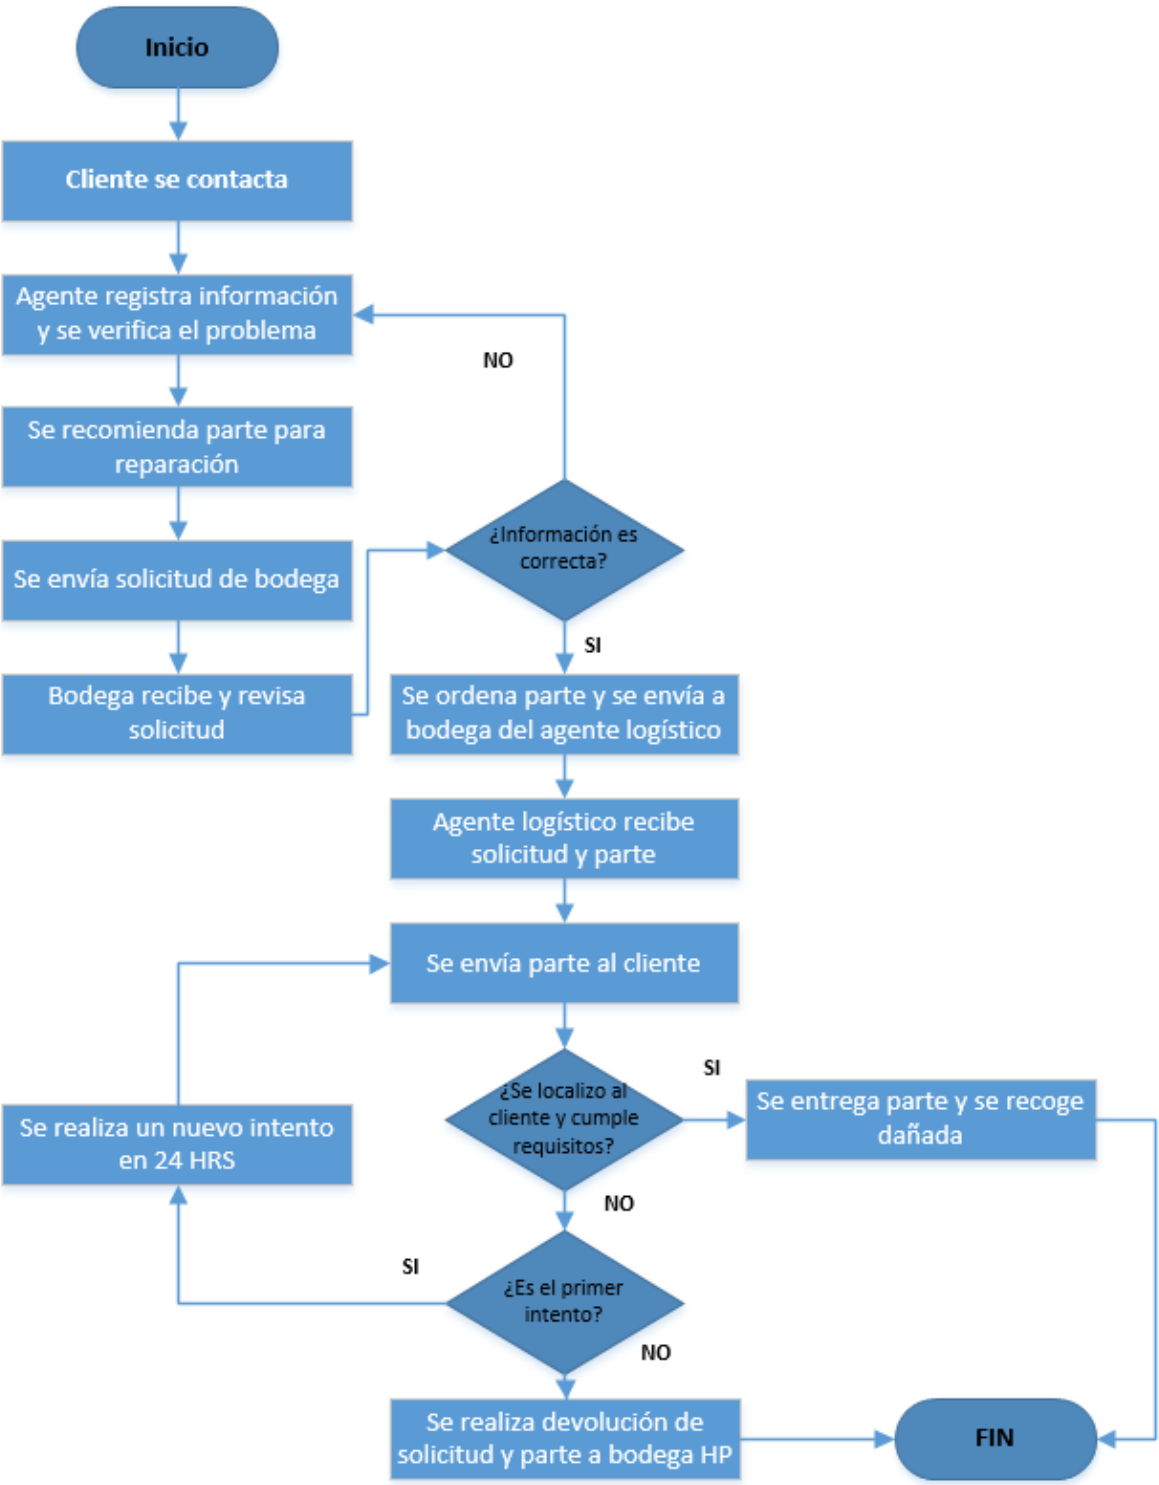 Inicio
Cliente se contacta
Agente registra información
y se verifica el problema
NO
Se recomienda parte para
reparación
¿Información es
correcta?
Se envía solicitud de bodega
SI
Bodega recibe y revisa
solicitud
Se ordena parte y se envía a
bodega del agente logístico
Agente logístico recibe
solicitud y parte
Se envía parte al cliente
¿Se localizo al
cliente y cumple
requisitos?
SI
Se entrega parte y se recoge
dañada
Se realiza un nuevo intento
en 24 HRS
NO
SI
¿Es el primer
intento?
NO
Se realiza devolución de
solicitud y parte a bodega HP
FIN